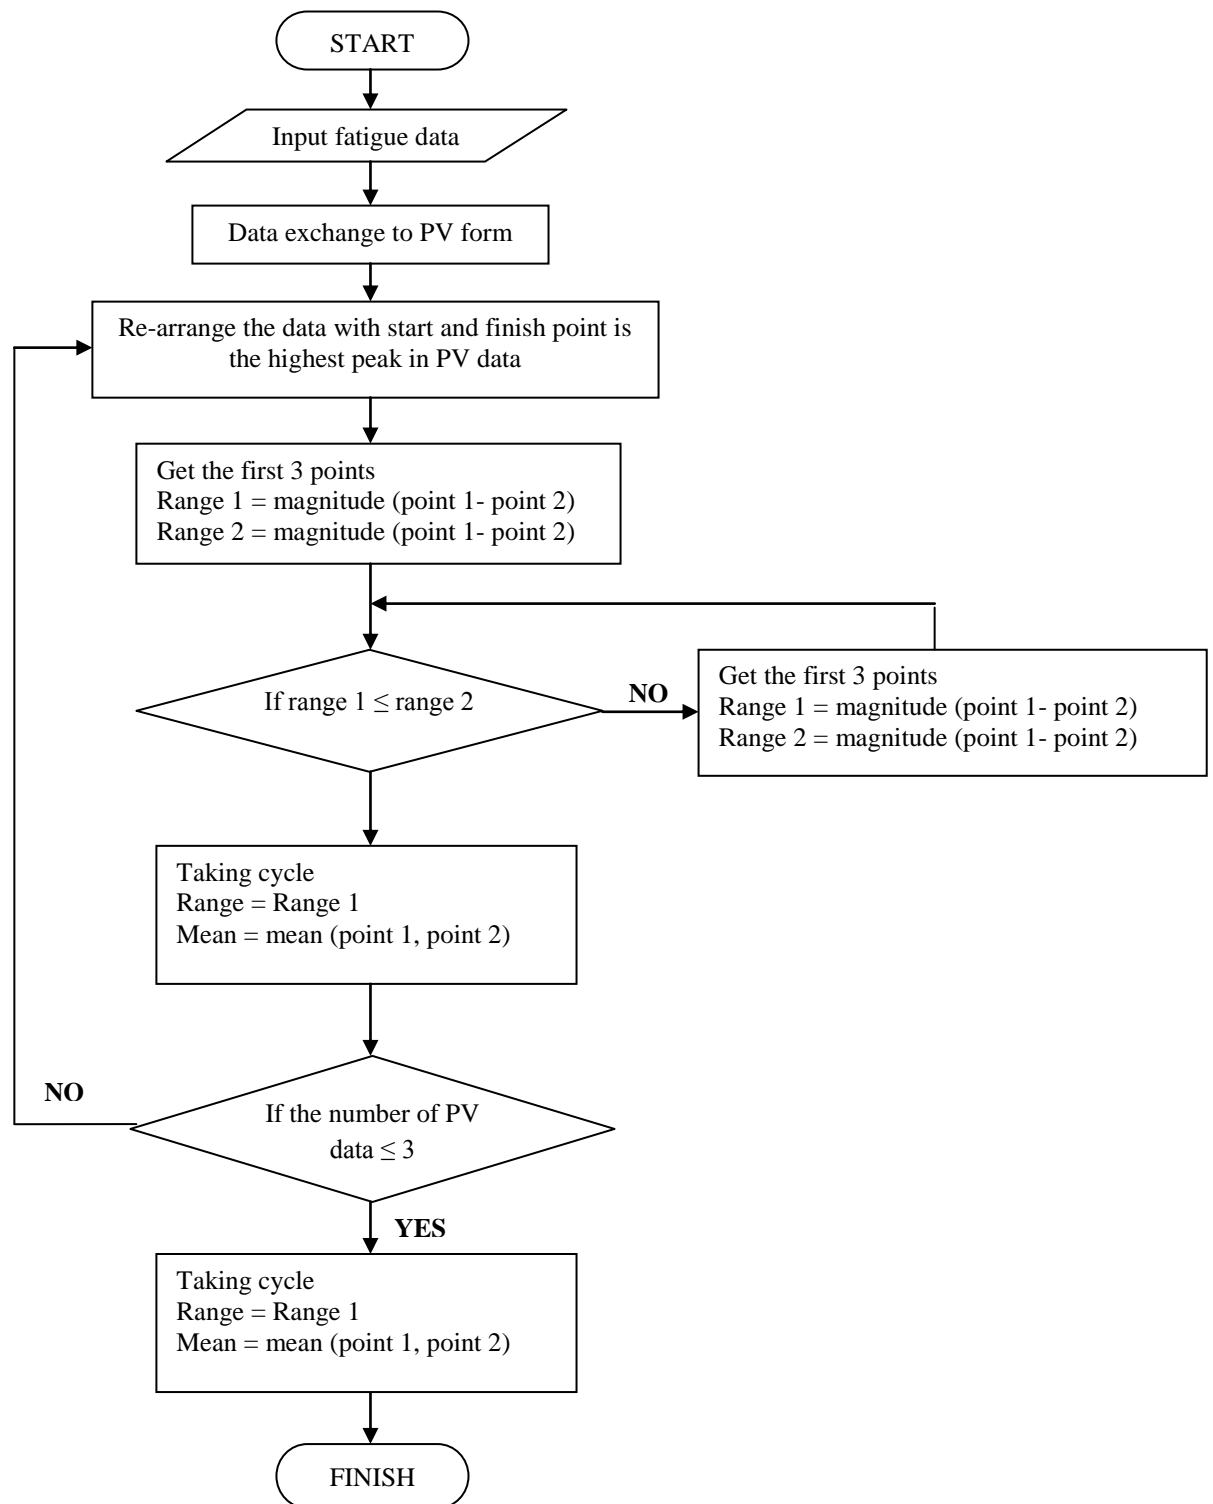 START
Input fatigue data
Data exchange to PV form
Re-arrange the data with start and finish point is
the highest peak in PV data
Get the first 3 points
Range 1 = magnitude (point 1- point 2)
Range 2 = magnitude (point 1- point 2)
If range 1 ≤ range 2
NO
Get the first 3 points
Range 1 = magnitude (point 1- point 2)
Range 2 = magnitude (point 1- point 2)
Taking cycle
Range = Range 1
Mean = mean (point 1, point 2)
NO
If the number of PV
data ≤ 3
YES
Taking cycle
Range = Range 1
Mean = mean (point 1, point 2)
FINISH